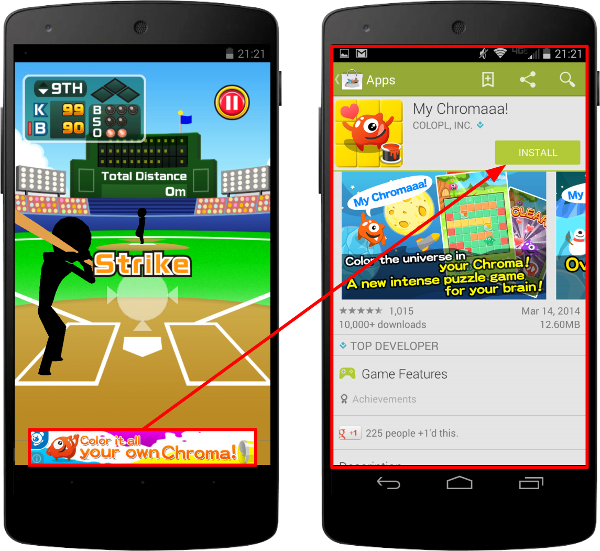 21:21
9TH
K 99 B
I B 90 S
O
Total Distance
0m
Strike
Color it all
your own Chroma!
21:21
Apps
My Chromaaa!
COLOPL, INC.
INSTALL
My Chromaaa!
CLEAR
Color the universe in
your Chroma!
A new intense puzzle game
for your brain!
Ov
1,015
Mar 14, 2014
10,000+ downloads
12.60MB
TOP DEVELOPER
Game Features
Achievements
g +1
225 people +1'd this.
Description